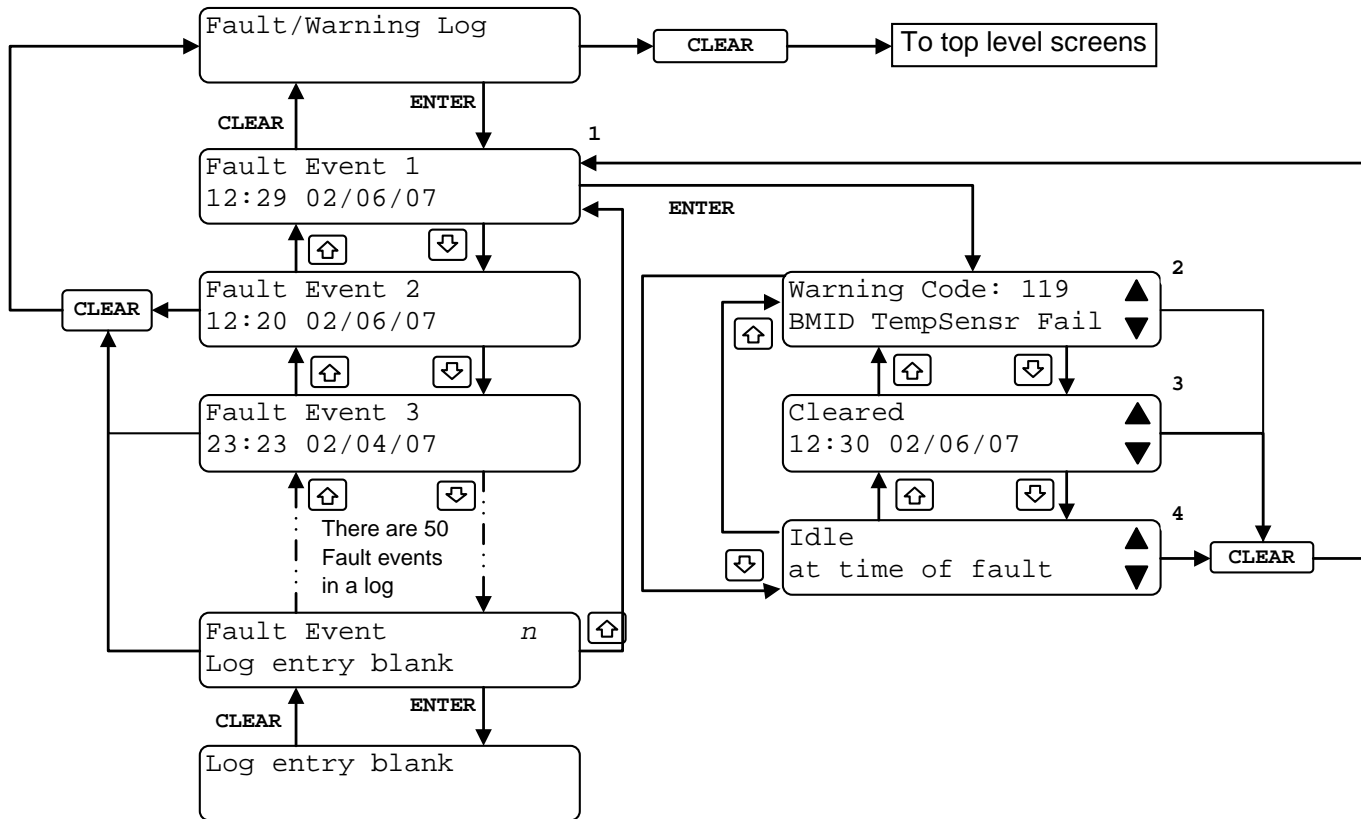 Fault/Warning Log
CLEAR
To top level screens
CLEAR
ENTER
1
Fault Event 1
12:29 02/06/07
ENTER
Fault Event 2
12:20 02/06/07
CLEAR
2
Warning Code: 119
BMID TempSensr Fail
Fault Event 3
23:23 02/04/07
3
Cleared
12:30 02/06/07
There are 50
Fault events
in a log
4
Idle
at time of fault
CLEAR
Fault Event n
Log entry blank
CLEAR
ENTER
Log entry blank